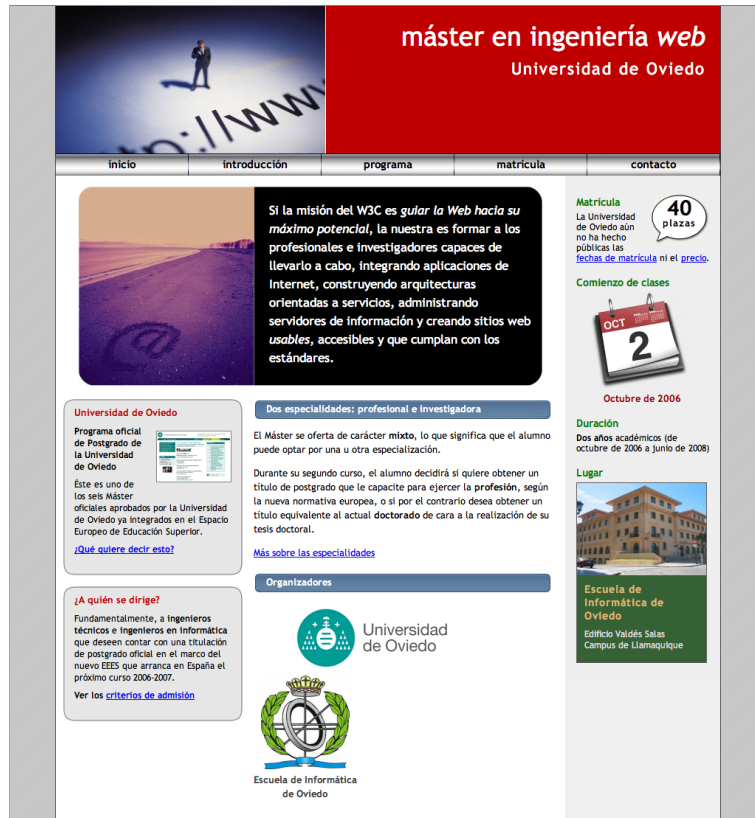 máster en ingeniería web
Universidad de Oviedo
http://www
inicio
introducción
programa
matrícula
contacto
Si la misión del W3C es guiar la Web hacia su
máximo potencial, la nuestra es formar a los
profesionales e investigadores capaces de
llevarlo a cabo, integrando aplicaciones de
Internet, construyendo arquitecturas
orientadas a servicios, administrando
servidores de información y creando sitios web
usables, accesibles y que cumplan con los
estándares.
@
Universidad de Oviedo
Programa oficial
de Postgrado de
la Universidad
de Oviedo
Éste es uno de
los seis Máster
oficiales aprobados por la Universidad
de Oviedo ya integrados en el Espacio
Europeo de Educación Superior.
¿Qué quiere decir esto?
¿A quién se dirige?
Fundamentalmente, a ingenieros
técnicos e ingenieros en informática
que deseen contar con una titulación
de postgrado oficial en el marco del
nuevo EEES que arranca en España el
próximo curso 2006-2007.
Ver los criterios de admisión
Dos especialidades: profesional e investigadora
El Máster se oferta de carácter mixto, lo que significa que el alumno
puede optar por una u otra especialización.
Durante su segundo curso, el alumno decidirá si quiere obtener un
título de postgrado que le capacite para ejercer la profesión, según
la nueva normativa europea, o si por el contrario desea obtener un
título equivalente al actual doctorado de cara a la realización de su
tesis doctoral.
Más sobre las especialidades
Organizadores
Universidad
de Oviedo
Escuela de Informática
de Oviedo
Matrícula
La Universidad
de Oviedo aún
no ha hecho
públicas las
fechas de matrícula ni el precio.
40
plazas
Comienzo de clases
OCT
2
Octubre de 2006
Duración
Dos años académicos (de
octubre de 2006 a junio de 2008)
Lugar
Escuela de
Informática de
Oviedo
Edificio Valdés Salas
Campus de Llamaquique